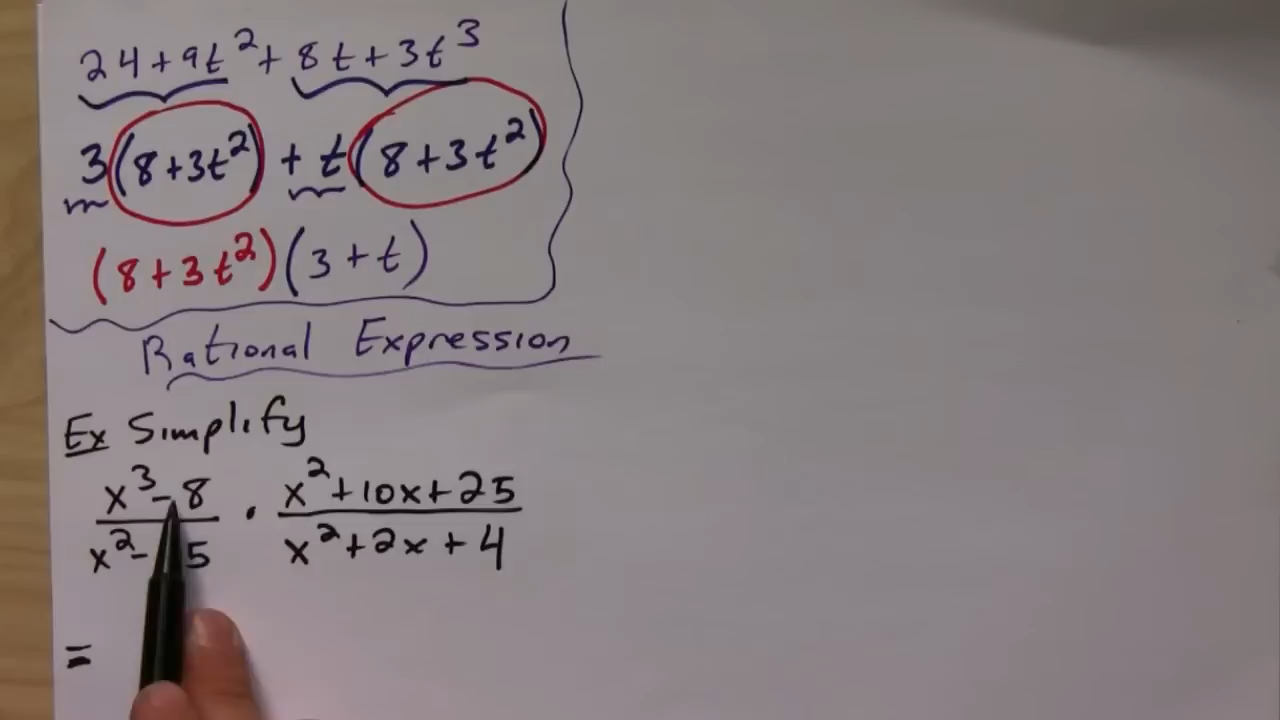 24+9t²+8t+3t³
3(8+3t²)+t(8+3t²)
(8+3t²)(3+t)
Rational Expression
Ex Simplify
x³-8 · x²+10x+25
x²- 5 x²+2x+4
=